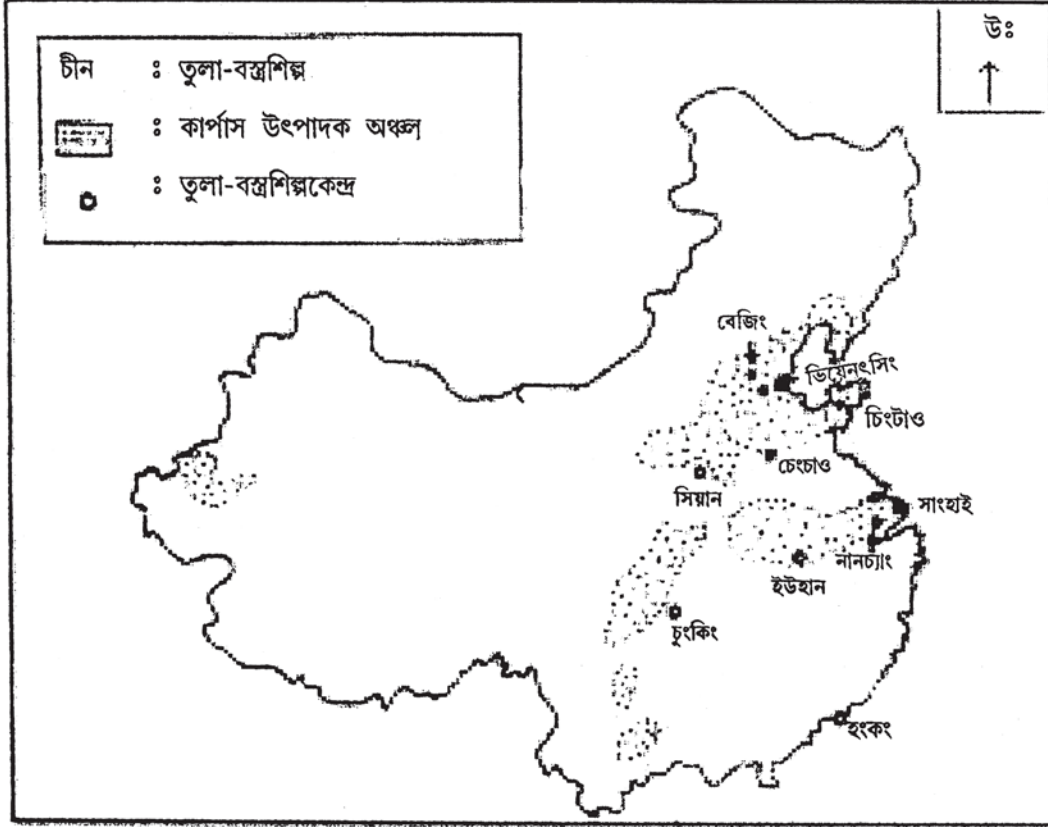 চীন : তুলা-বস্ত্রশিল্প
: কার্পাস উৎপাদক অঞ্চল
: তুলা-বস্ত্রশিল্পকেন্দ্র
উঃ
বেজিং
ভিয়েনৎসিং
চিংটাও
চেংচাও
সিয়ান
সাংহাই
নানচ্যাং
ইউহান
চুংকিং
হংকং